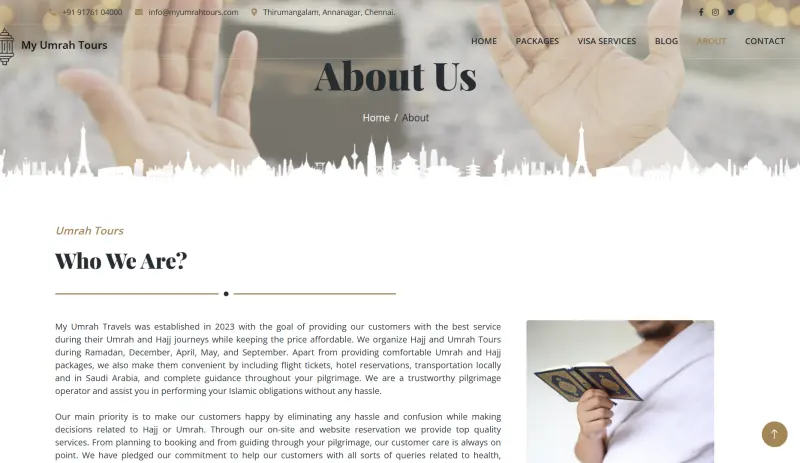 +91 91761 04000 info@myumrahtours.com Thirumangalam, Annanagar, Chennai.
My Umrah Tours
HOME PACKAGES VISA SERVICES BLOG ABOUT CONTACT
About Us
Home / About
Umrah Tours
Who We Are?
My Umrah Travels was established in 2023 with the goal of providing our customers with the best service
during their Umrah and Hajj journeys while keeping the price affordable. We organize Hajj and Umrah Tours
during Ramadan, December, April, May, and September. Apart from providing comfortable Umrah and Hajj
packages, we also make them convenient by including flight tickets, hotel reservations, transportation locally
and in Saudi Arabia, and complete guidance throughout your pilgrimage. We are a trustworthy pilgrimage
operator and assist you in performing your Islamic obligations without any hassle.
Our main priority is to make our customers happy by eliminating any hassle and confusion while making
decisions related to Hajj or Umrah. Through our on-site and website reservation we provide top quality
services. From planning to booking and from guiding through your pilgrimage, our customer care is always on
point. We have pledged our commitment to help our customers with all sorts of queries related to health,